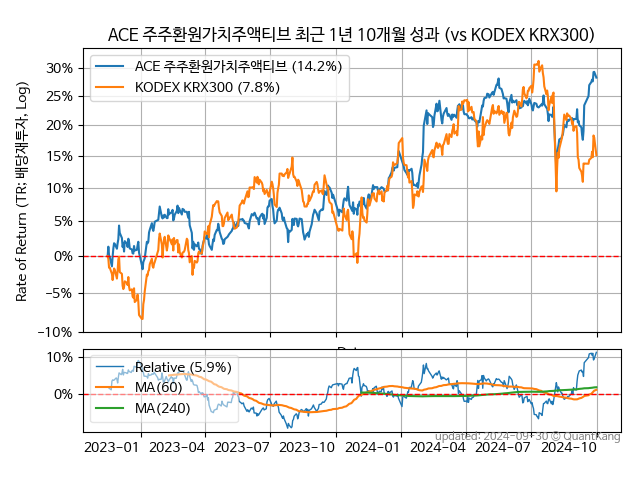 ACE 주주환원가치주액티브 최근 1년 10개월 성과 (vs KODEX KRX300)
Rate of Return (TR: 배당재투자, Log)
30%
25%
20%
15%
10%
5%
0%
−5%
−10%
ACE 주주환원가치주액티브 (14.2%)
KODEX KRX300 (7.8%)
10%
0%
Relative (5.9%)
MA(60)
MA(240)
updated: 2024-09-30 © QuantKang
2023−01 2023−04 2023−07 2023−10 2024−01 2024−04 2024−07 2024−10